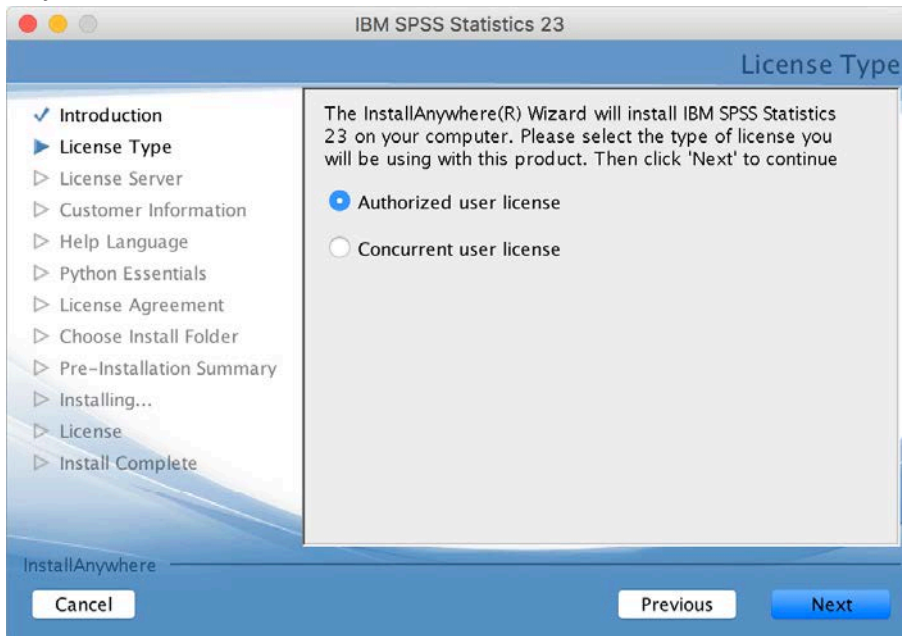 IBM SPSS Statistics 23
License Type
Introduction
License Type
License Server
Customer Information
Help Language
Python Essentials
License Agreement
Choose Install Folder
Pre-Installation Summary
Installing...
License
Install Complete
The InstallAnywhere(R) Wizard will install IBM SPSS Statistics
23 on your computer. Please select the type of license you
will be using with this product. Then click 'Next' to continue
Authorized user license
Concurrent user license
InstallAnywhere
Cancel
Previous
Next